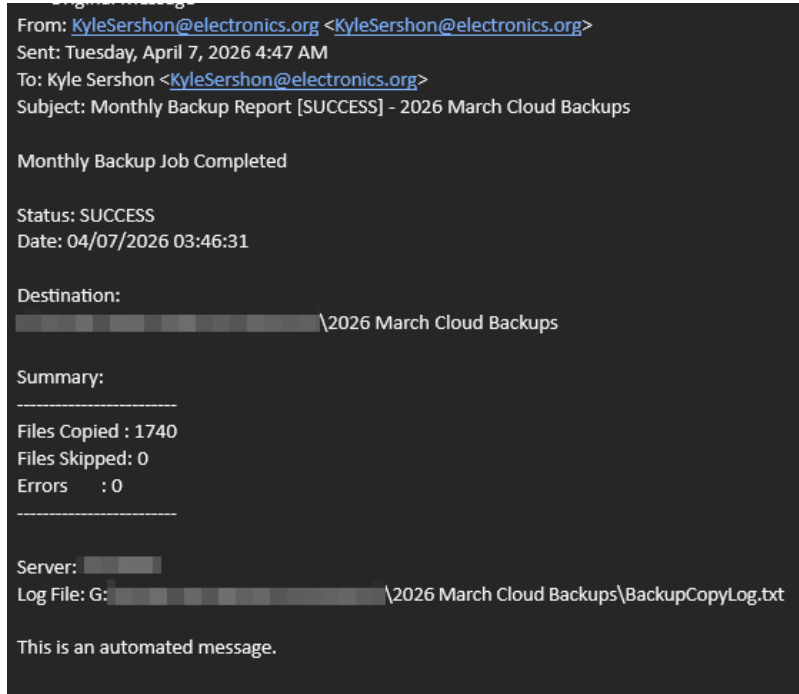 Original Message
From: KyleSershon@electronics.org <KyleSershon@electronics.org>
Sent: Tuesday, April 7, 2026 4:47 AM
To: Kyle Sershon <KyleSershon@electronics.org>
Subject: Monthly Backup Report [SUCCESS] - 2026 March Cloud Backups
Monthly Backup Job Completed
Status: SUCCESS
Date: 04/07/2026 03:46:31
Destination:
\2026 March Cloud Backups
Summary:
-------------------------
Files Copied : 1740
Files Skipped: 0
Errors : 0
-------------------------
Server:
Log File: G:\2026 March Cloud Backups\BackupCopyLog.txt
This is an automated message.